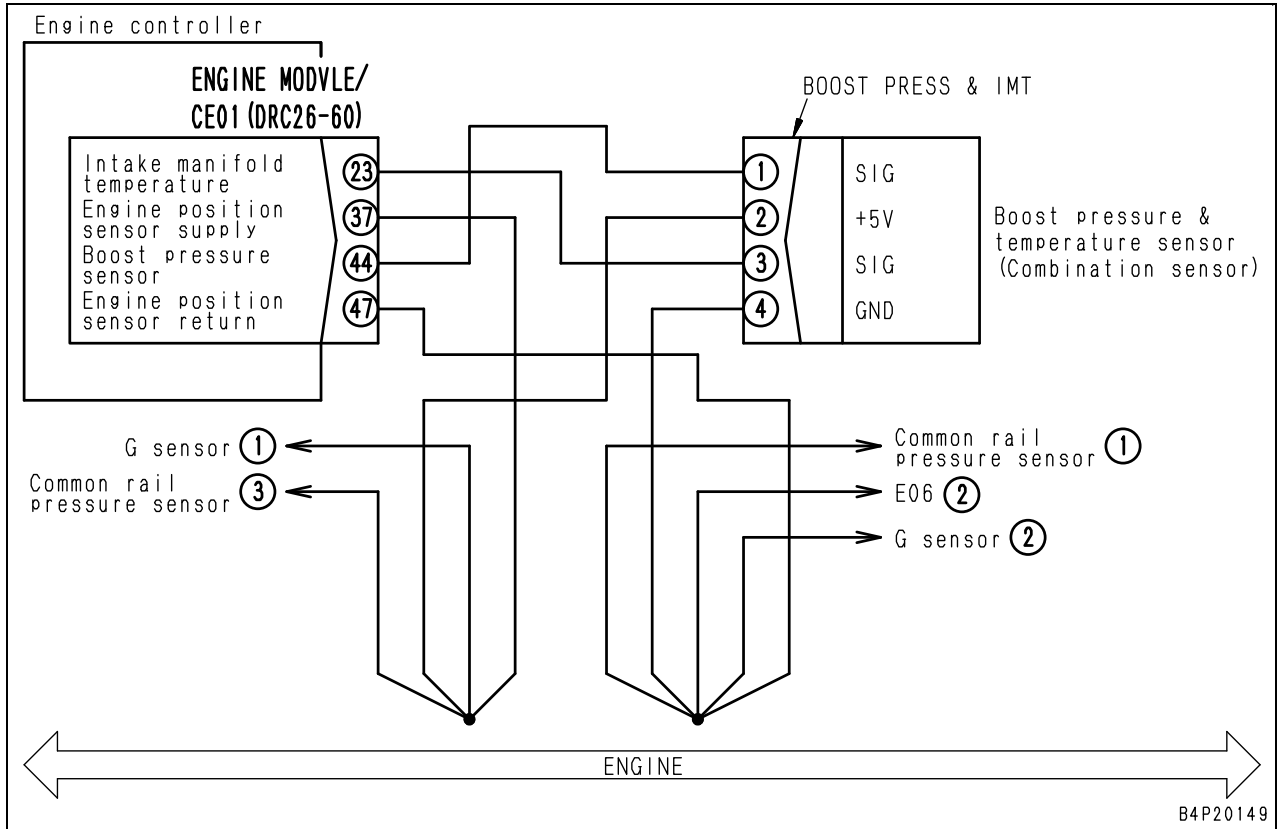 Engine controller
ENGINE MODVLE/
CE01 (DRC26-60)
Intake manifold
temperature
Engine position
sensor supply
Boost pressure
sensor
Engine position
sensor return
23
37
44
47
BOOST PRESS & IMT
1
2
3
4
SIG
+5V
SIG
GND
Boost pressure &
temperature sensor
(Combination sensor)
G sensor 1
Common rail
pressure sensor 3
Common rail
pressure sensor 1
E06 2
G sensor 2
ENGINE
B4P20149